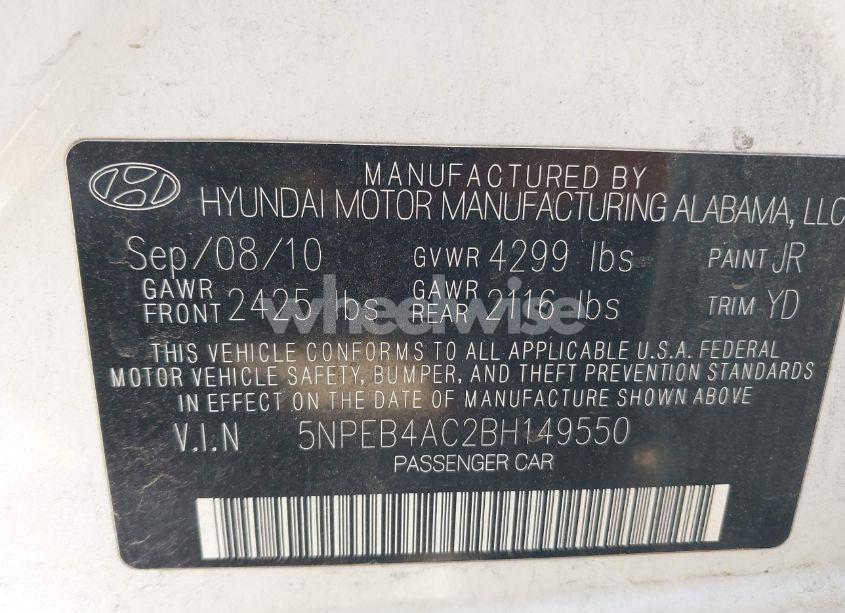 MANUFACTURED BY
HYUNDAI MOTOR MANUFACTURING ALABAMA, LLC
Sep/08/10 GVWR 4299 lbs PAINT JR
GAWR FRONT 2425 lbs GAWR REAR 2116 lbs TRIM YD
wheelwise
THIS VEHICLE CONFORMS TO ALL APPLICABLE U.S.A. FEDERAL
MOTOR VEHICLE SAFETY, BUMPER, AND THEFT PREVENTION STANDARDS
IN EFFECT ON THE DATE OF MANUFACTURE SHOWN ABOVE
V.I.N 5NPEB4AC2BH149550
PASSENGER CAR